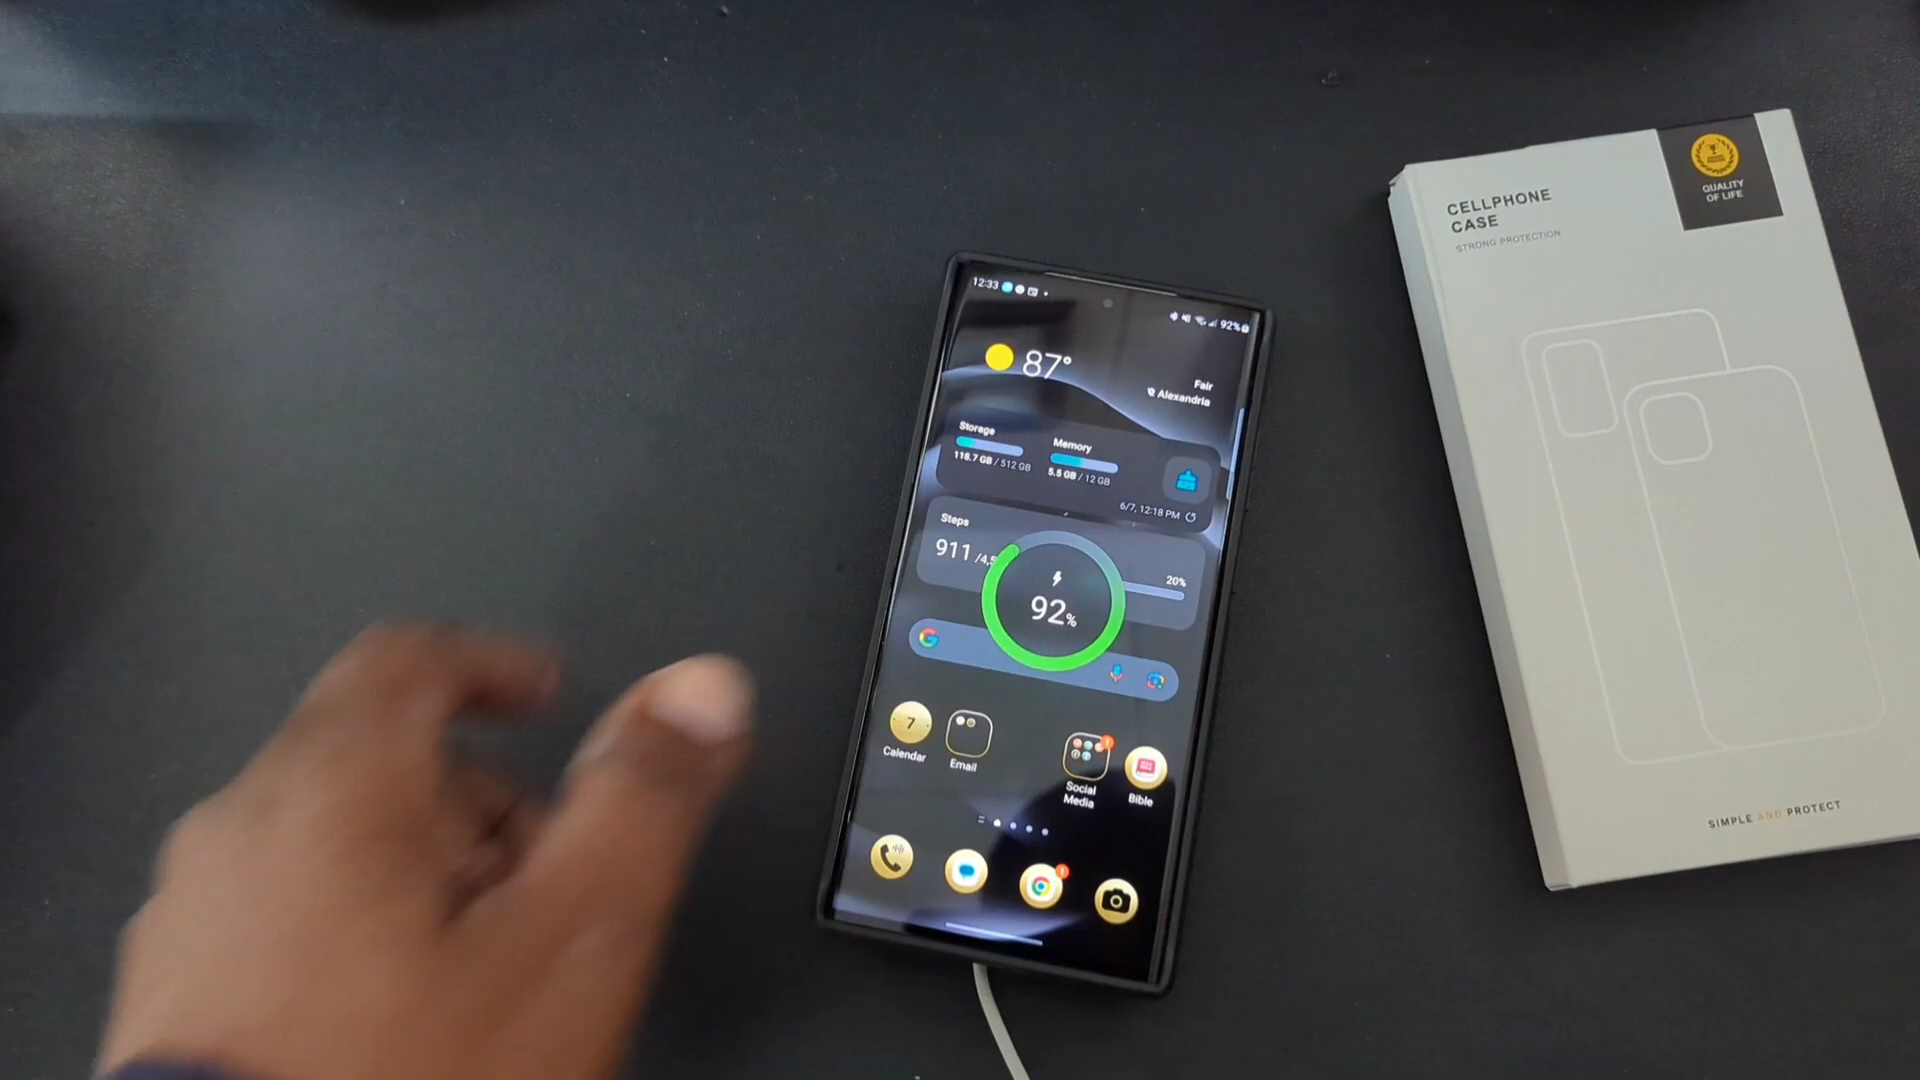 12:33
92%
87°
Fair
Alexandria
Storage
118.7 GB / 512 GB
Memory
5.5 GB / 12 GB
6/7, 12:18 PM
Steps
911
20%
92%
G
7
Calendar
Email
1
Social
Media
Bible
1
CELLPHONE
CASE
STRONG PROTECTION
QUALITY
OF LIFE
SIMPLE AND PROTECT